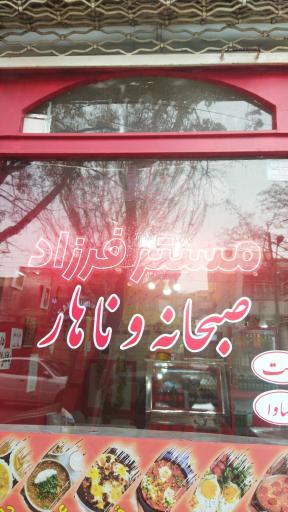 مستر فرزاد
صبحانه و ناهار